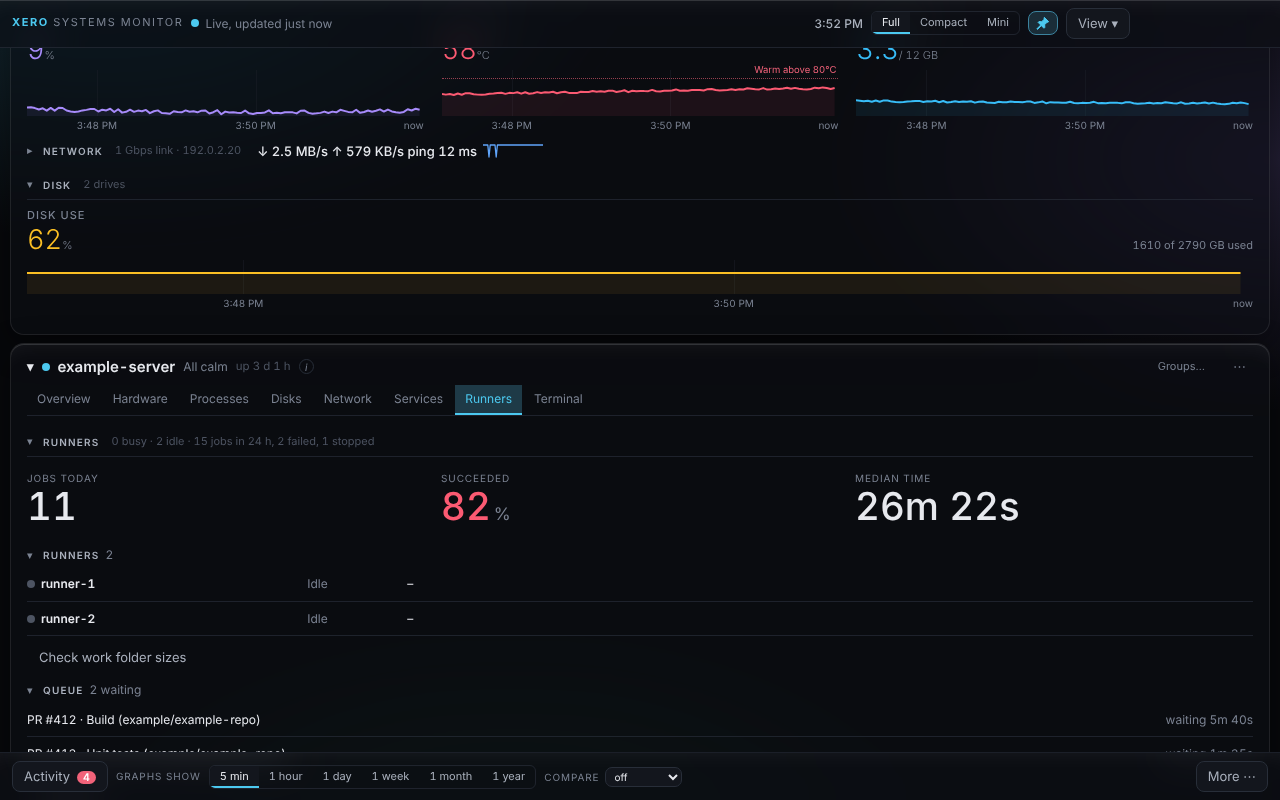 XERO SYSTEMS MONITOR Live, updated just now 3:52 PM Full Compact Mini View ▾
9% 58°C / 12 GB
Warm above 80°C
3:48 PM 3:50 PM now 3:48 PM 3:50 PM now 3:48 PM 3:50 PM now
▸ NETWORK 1 Gbps link · 192.0.2.20 ↓ 2.5 MB/s ↑ 579 KB/s ping 12 ms
▾ DISK 2 drives
DISK USE
62% 1610 of 2790 GB used
3:48 PM 3:50 PM now
▾ example-server All calm up 3 d 1 h i Groups... ···
Overview Hardware Processes Disks Network Services Runners Terminal
▾ RUNNERS 0 busy · 2 idle · 15 jobs in 24 h, 2 failed, 1 stopped
JOBS TODAY SUCCEEDED MEDIAN TIME
11 82% 26m 22s
▾ RUNNERS 2
runner-1 Idle –
runner-2 Idle –
Check work folder sizes
▾ QUEUE 2 waiting
PR #412 · Build (example/example-repo) waiting 5m 40s
Activity 4 GRAPHS SHOW 5 min 1 hour 1 day 1 week 1 month 1 year COMPARE off More ···